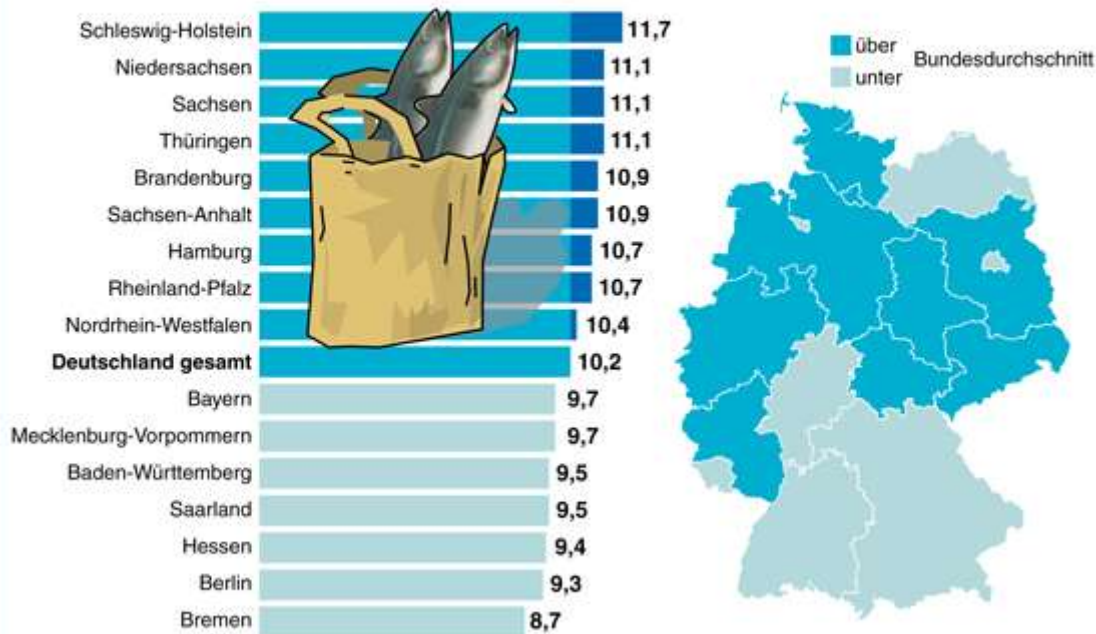 Schleswig-Holstein 11,7
Niedersachsen 11,1
Sachsen 11,1
Thüringen 11,1
Brandenburg 10,9
Sachsen-Anhalt 10,9
Hamburg 10,7
Rheinland-Pfalz 10,7
Nordrhein-Westfalen 10,4
Deutschland gesamt 10,2
Bayern 9,7
Mecklenburg-Vorpommern 9,7
Baden-Württemberg 9,5
Saarland 9,5
Hessen 9,4
Berlin 9,3
Bremen 8,7
über
Bundesdurchschnitt
unter